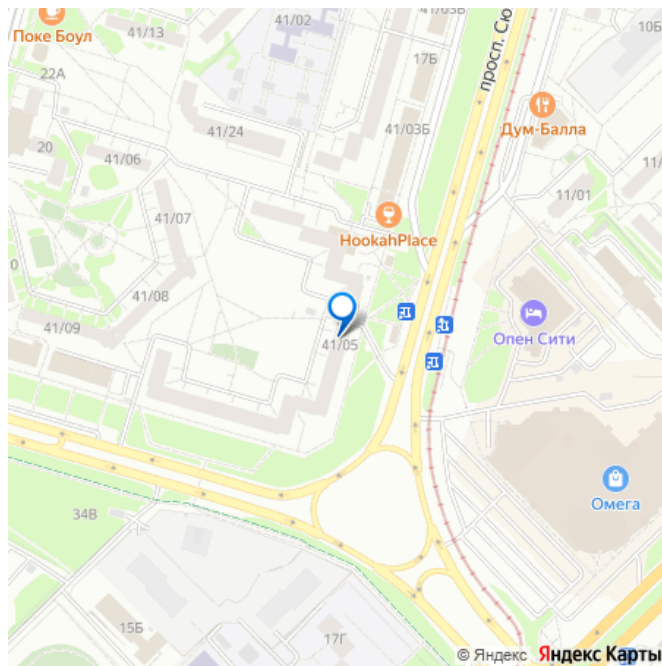 Поке Боул
41/13
41/02
41/03В
17Б
просп. Сю
10Б
22А
41/24
41/03Б
Дум-Балла
20
41/06
11/
11/01
41/07
HookahPlace
0
41/08
41/09
41/05
Опен Сити
Омега
34В
15Б
17Г
© Яндекс Яндекс Карты